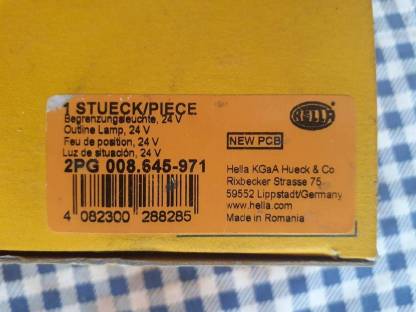 1 STUECK/PIECE
Begrenzungsleuchte, 24 V
Outline Lamp, 24 V
Feu de position, 24 V
Luz de situación, 24 V
2PG 008.645-971
4 082300 288285
HELLA
NEW PCB
Hella KGaA Hueck & Co
Rixbecker Strasse 75
59552 Lippstadt/Germany
www.hella.com
Made in Romania